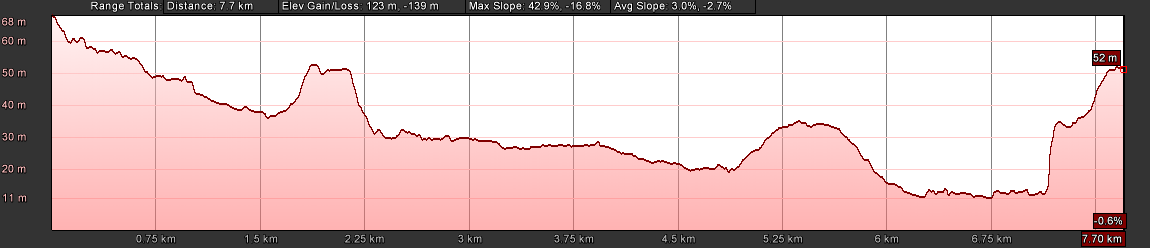 Range Totals: Distance: 7.7 km Elev Gain/Loss: 123 m, -139 m Max Slope: 42.9%, -16.8% Avg Slope: 3.0%, -2.7%
68 m
60 m
52 m
50 m
40 m
30 m
20 m
11 m
-0.6%
0.75 km 1.5 km 2.25 km 3 km 3.75 km 4.5 km 5.25 km 6 km 6.75 km 7.70 km